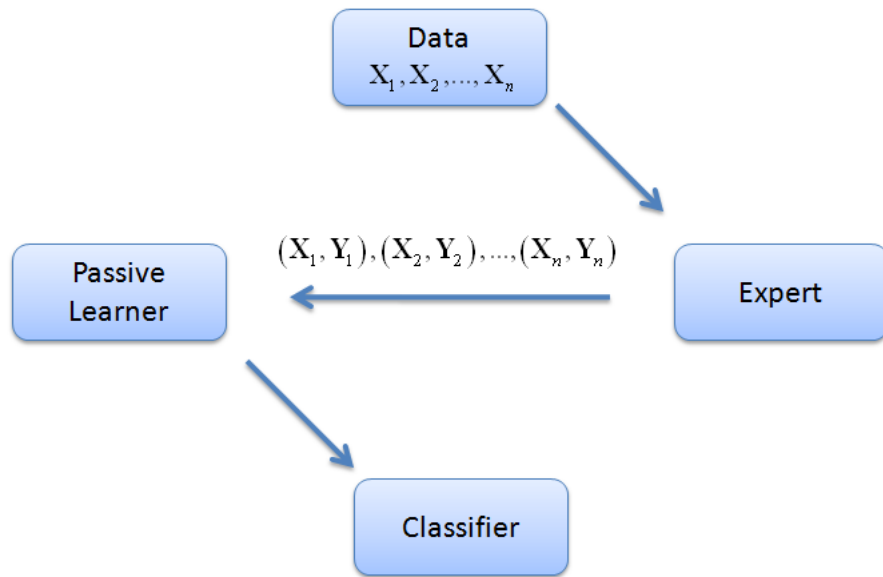 Data
X₁, X₂, ..., Xₙ
(X₁, Y₁), (X₂, Y₂), ..., (Xₙ, Yₙ)
Passive
Learner
Expert
Classifier